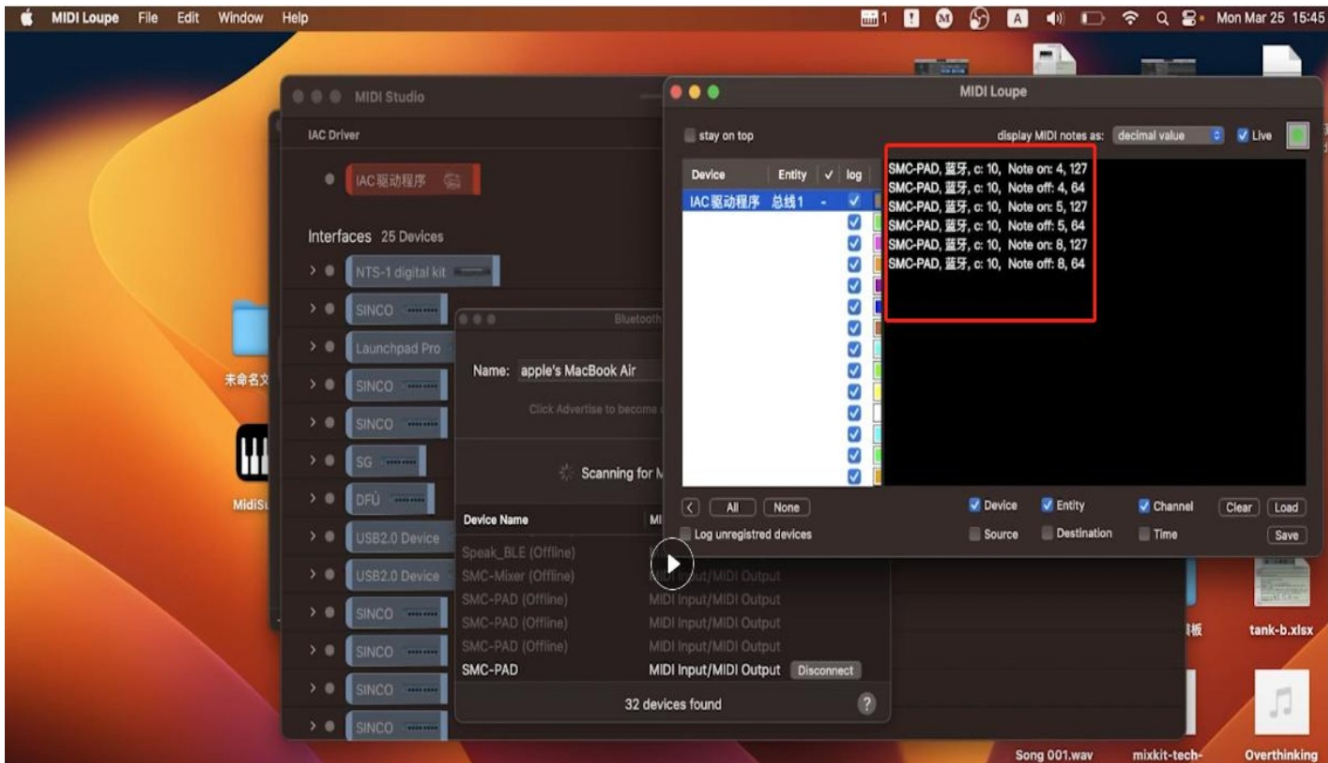 MIDI Loupe File Edit Window Help
1 A Mon Mar 25 15:45
MIDI Studio
IAC Driver
IAC驱动程序
Interfaces 25 Devices
NTS-1 digital kit
SINCO
Launchpad Pro
SINCO
SINCO
SG
DFÜ
USB2.0 Device
USB2.0 Device
SINCO
SINCO
SINCO
SINCO
未命名文
MidiSu
Bluetooth
Name: apple's MacBook Air
Click Advertise to become
Scanning for M
Device Name MI
Speak_BLE (Offline)
SMC-Mixer (Offline) MIDI Input/MIDI Output
SMC-PAD (Offline) MIDI Input/MIDI Output
SMC-PAD (Offline) MIDI Input/MIDI Output
SMC-PAD (Offline) MIDI Input/MIDI Output
SMC-PAD MIDI Input/MIDI Output Disconnect
32 devices found ?
MIDI Loupe
stay on top display MIDI notes as: decimal value Live
Device Entity ✓ log
IAC驱动程序 总线1 -
SMC-PAD, 蓝牙, c: 10, Note on: 4, 127
SMC-PAD, 蓝牙, c: 10, Note off: 4, 64
SMC-PAD, 蓝牙, c: 10, Note on: 5, 127
SMC-PAD, 蓝牙, c: 10, Note off: 5, 64
SMC-PAD, 蓝牙, c: 10, Note on: 8, 127
SMC-PAD, 蓝牙, c: 10, Note off: 8, 64
< All None Device Entity Channel Clear Load
Log unregistred devices Source Destination Time Save
板
tank-b.xlsx
Song 001.wav mixkit-tech- Overthinking